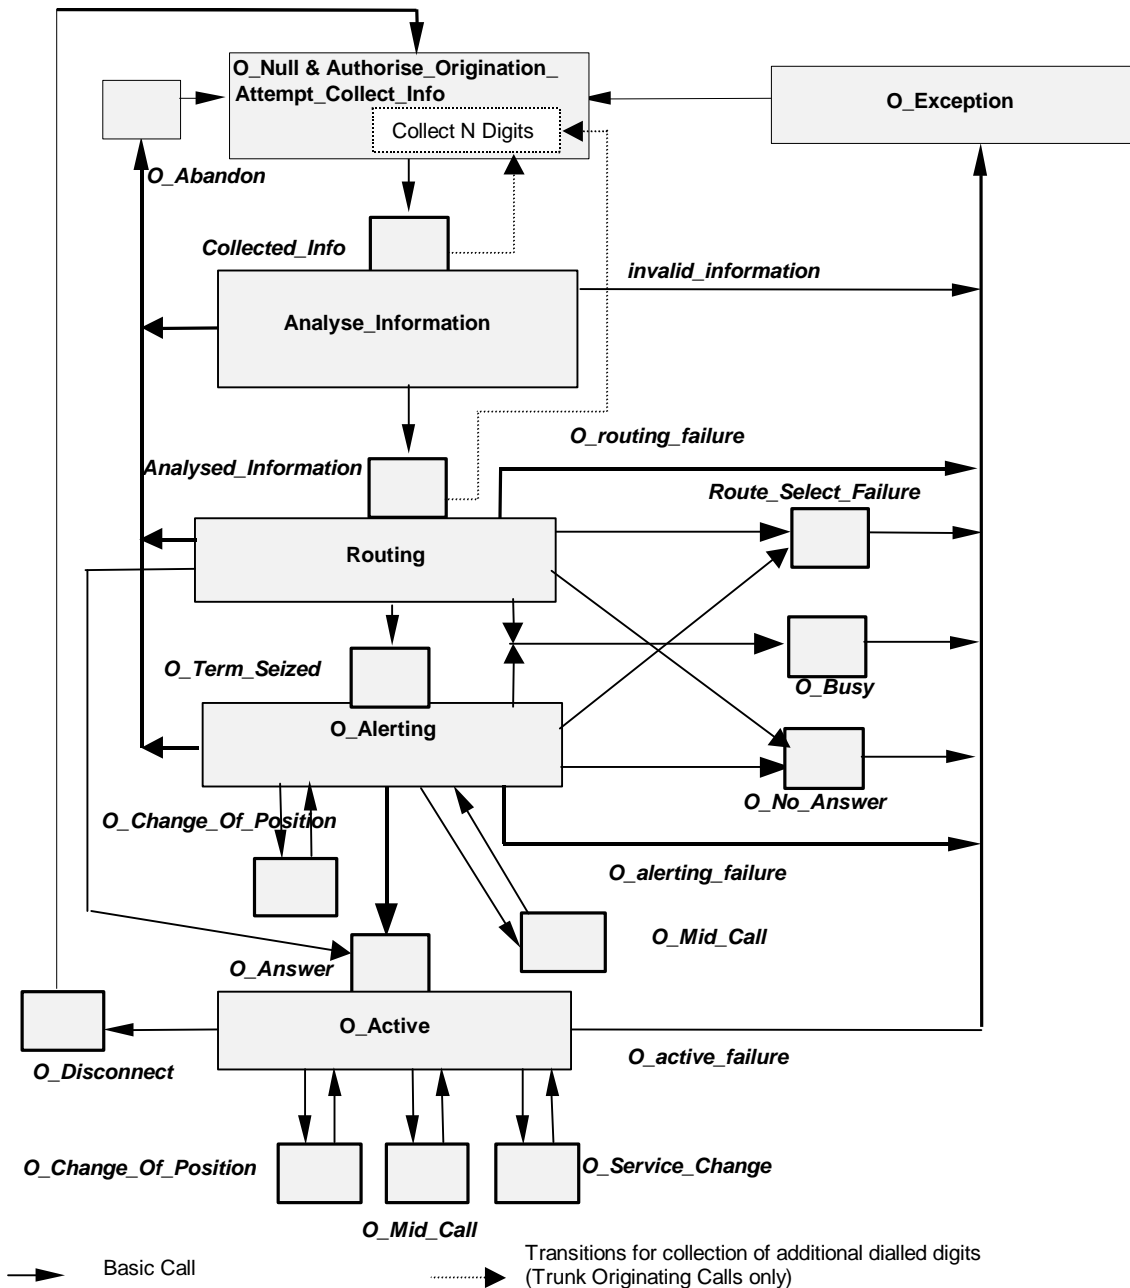 O_Null & Authorise_Origination_
Attempt_Collect_Info
O_Exception
Collect N Digits
O_Abandon
Collected_Info
invalid_information
Analyse_Information
O_routing_failure
Analysed_Information
Route_Select_Failure
Routing
O_Term_Seized
O_Busy
O_Alerting
O_No_Answer
O_Change_Of_Position
O_alerting_failure
O_Mid_Call
O_Answer
O_Active
O_active_failure
O_Disconnect
O_Change_Of_Position
O_Service_Change
O_Mid_Call
Basic Call
Transitions for collection of additional dialled digits
(Trunk Originating Calls only)